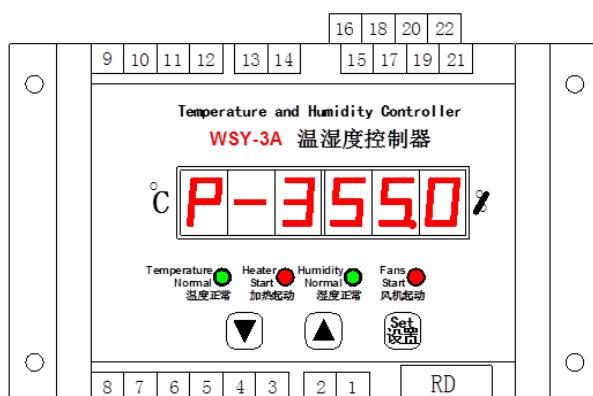 16 18 20 22
9 10 11 12 13 14 15 17 19 21
Temperature and Humidity Controller
WSY-3A 温湿度控制器
°C P-355.0 %
Temperature Normal 温度正常
Heater Start 加热起动
Humidity Normal 湿度正常
Fans Start 风机起动
▼ ▲ Set 设置
8 7 6 5 4 3 2 1 RD